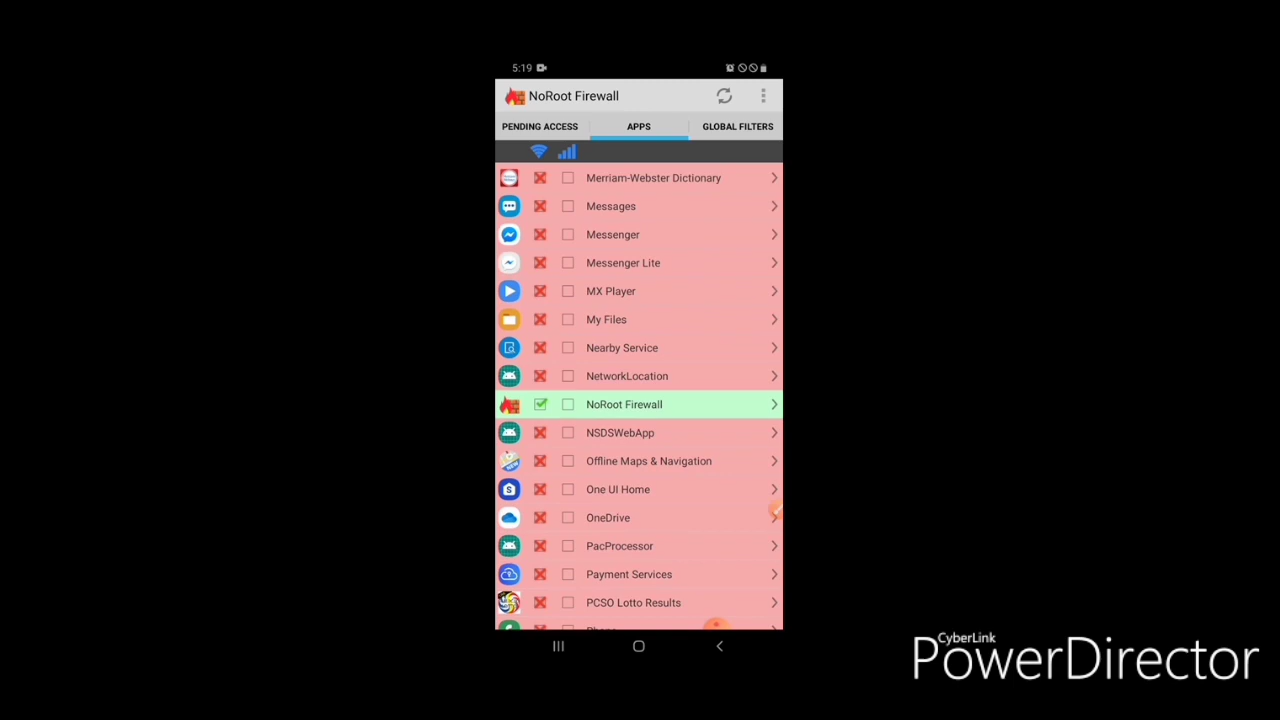 5:19
NoRoot Firewall
PENDING ACCESS APPS GLOBAL FILTERS
Merriam-Webster Dictionary
Messages
Messenger
Messenger Lite
MX Player
My Files
Nearby Service
NetworkLocation
NoRoot Firewall
NSDSWebApp
Offline Maps & Navigation
One UI Home
OneDrive
PacProcessor
Payment Services
PCSO Lotto Results
CyberLink
PowerDirector